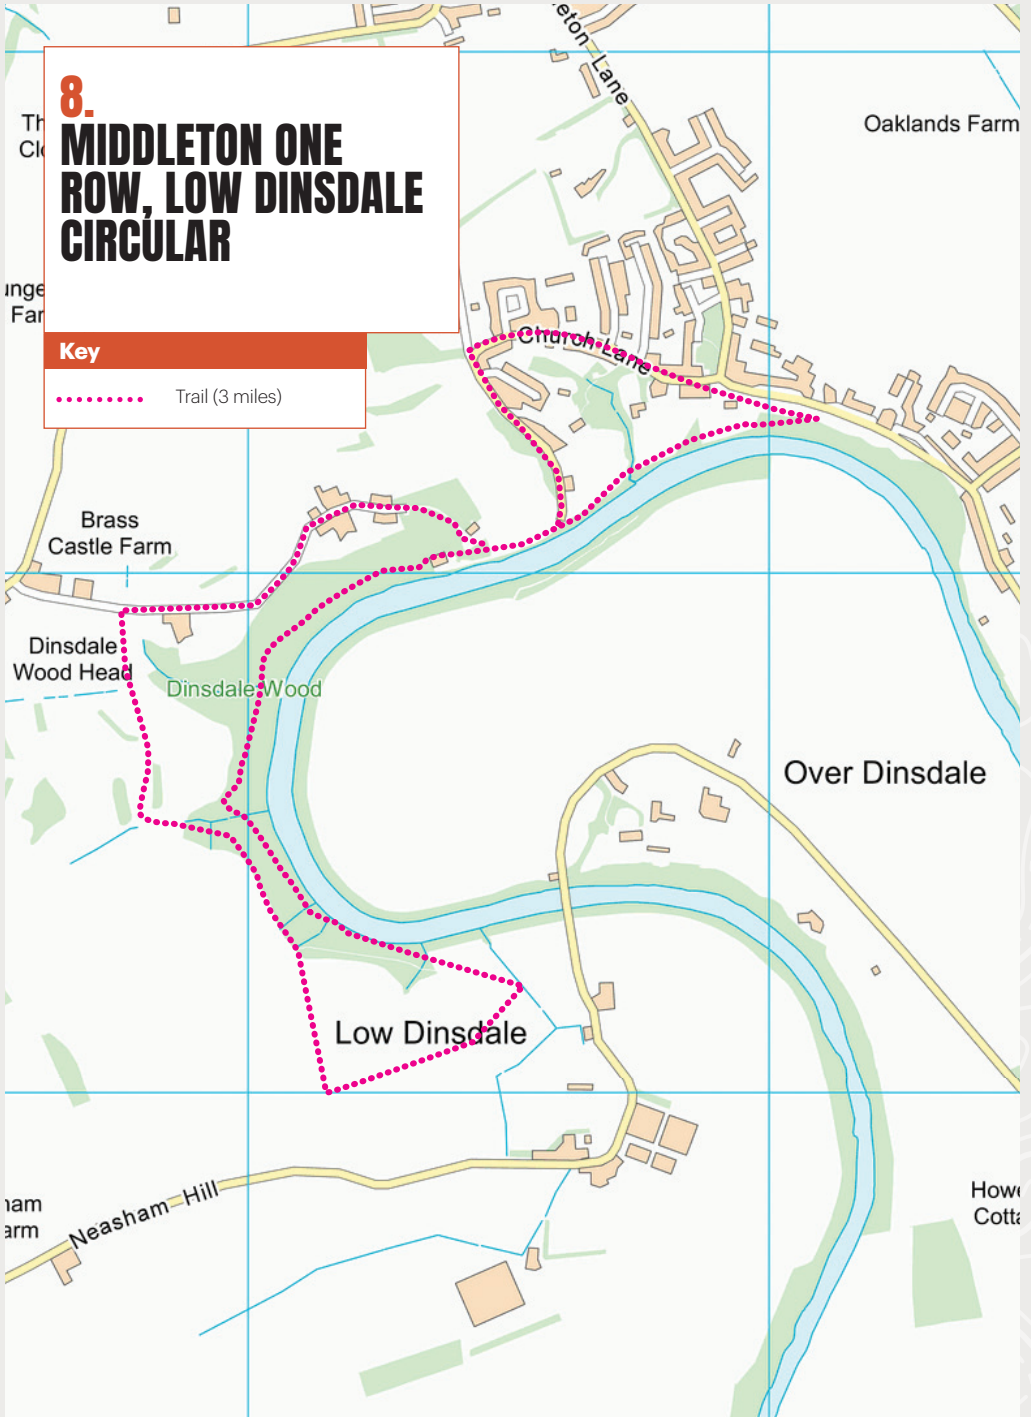 8.
MIDDLETON ONE
ROW, LOW DINSDALE
CIRCULAR
Key
Trail (3 miles)
Lane
Oaklands Farm
Church Lane
Brass
Castle Farm
Dinsdale
Wood Head
Dinsdale Wood
Over Dinsdale
Low Dinsdale
Neasham Hill